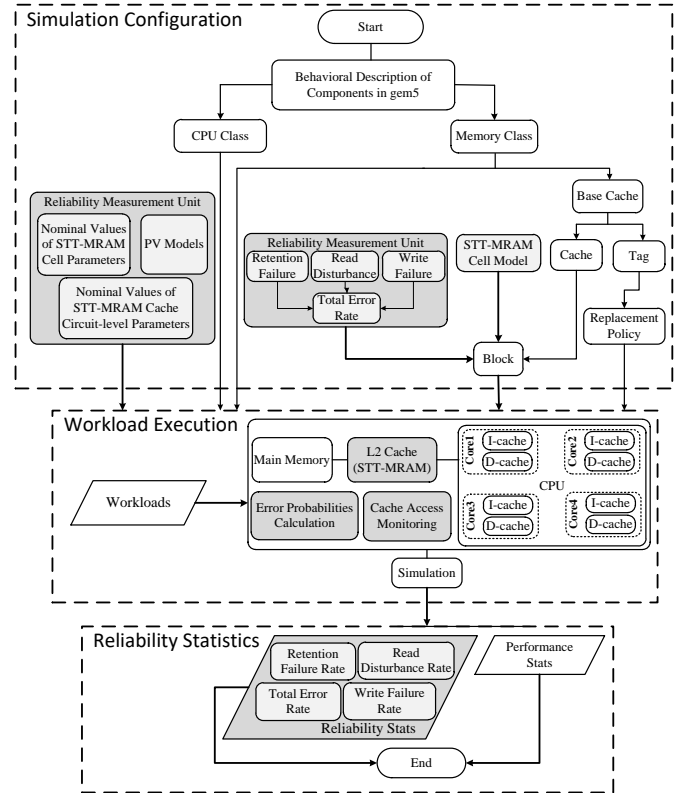 Simulation Configuration
Start
Behavioral Description of
Components in gem5
CPU Class
Memory Class
Base Cache
Reliability Measurement Unit
Nominal Values
of STT-MRAM
Cell Parameters
PV Models
Nominal Values of
STT-MRAM Cache
Circuit-level Parameters
Reliability Measurement Unit
Retention
Failure
Read
Disturbance
Write
Failure
Total Error
Rate
STT-MRAM
Cell Model
Cache
Tag
Replacement
Policy
Block
Workload Execution
Workloads
Main Memory
L2 Cache
(STT-MRAM)
Error Probabilities
Calculation
Cache Access
Monitoring
Core1
I-cache
D-cache
Core2
I-cache
D-cache
CPU
Core3
I-cache
D-cache
Core4
I-cache
D-cache
Simulation
Reliability Statistics
Retention
Failure Rate
Read
Disturbance Rate
Total Error
Rate
Write Failure
Rate
Reliability Stats
Performance
Stats
End